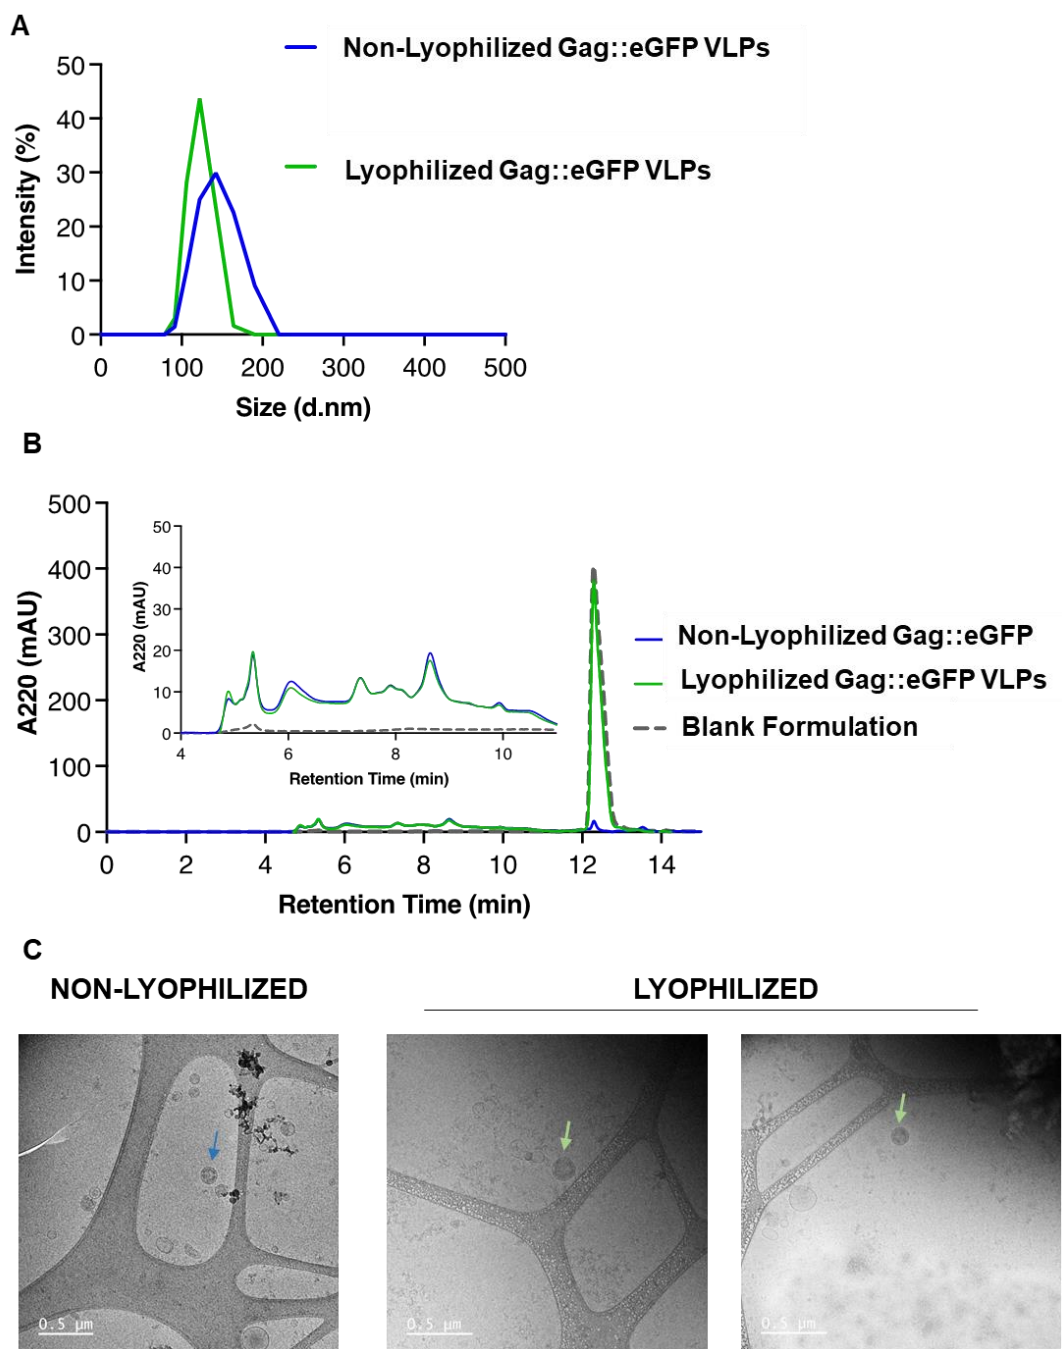 A
Non-Lyophilized Gag::eGFP VLPs
Lyophilized Gag::eGFP VLPs
50
40
30
20
10
0
Intensity (%)
0 100 200 300 400 500
Size (d.nm)
B
500
400
300
200
100
0
A220 (mAU)
50
40
30
20
10
0
A220 (mAU)
4 6 8 10
Retention Time (min)
Non-Lyophilized Gag::eGFP
Lyophilized Gag::eGFP VLPs
Blank Formulation
0 2 4 6 8 10 12 14
Retention Time (min)
C
NON-LYOPHILIZED
LYOPHILIZED
0.5 µm
0.5 µm
0.5 µm